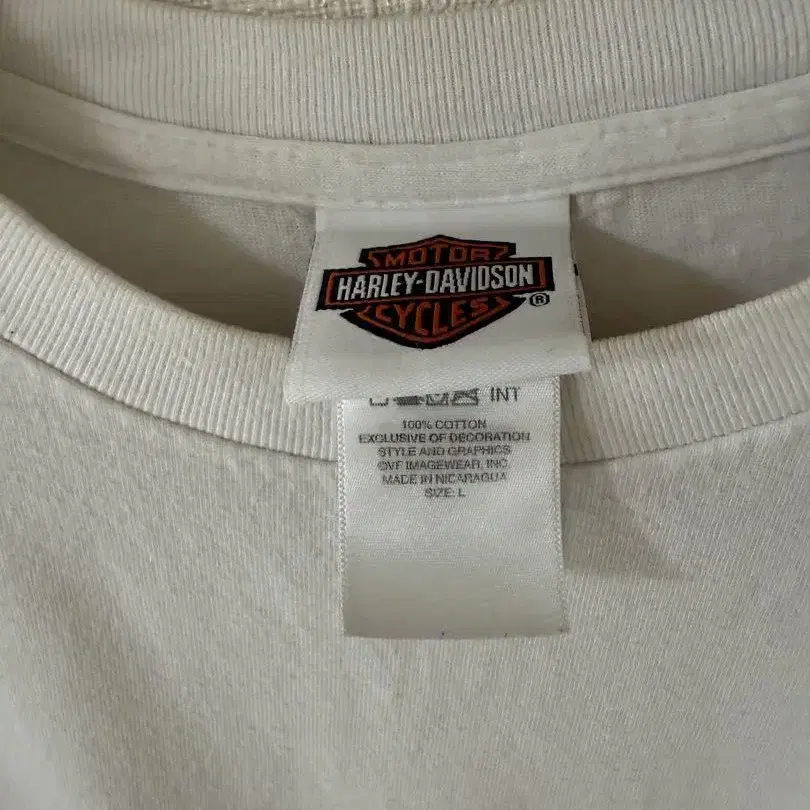 MOTOR
HARLEY-DAVIDSON
CYCLES
®
INT
100% COTTON
EXCLUSIVE OF DECORATION
STYLE AND GRAPHICS
©VF IMAGEWEAR, INC.
MADE IN NICARAGUA
SIZE: L